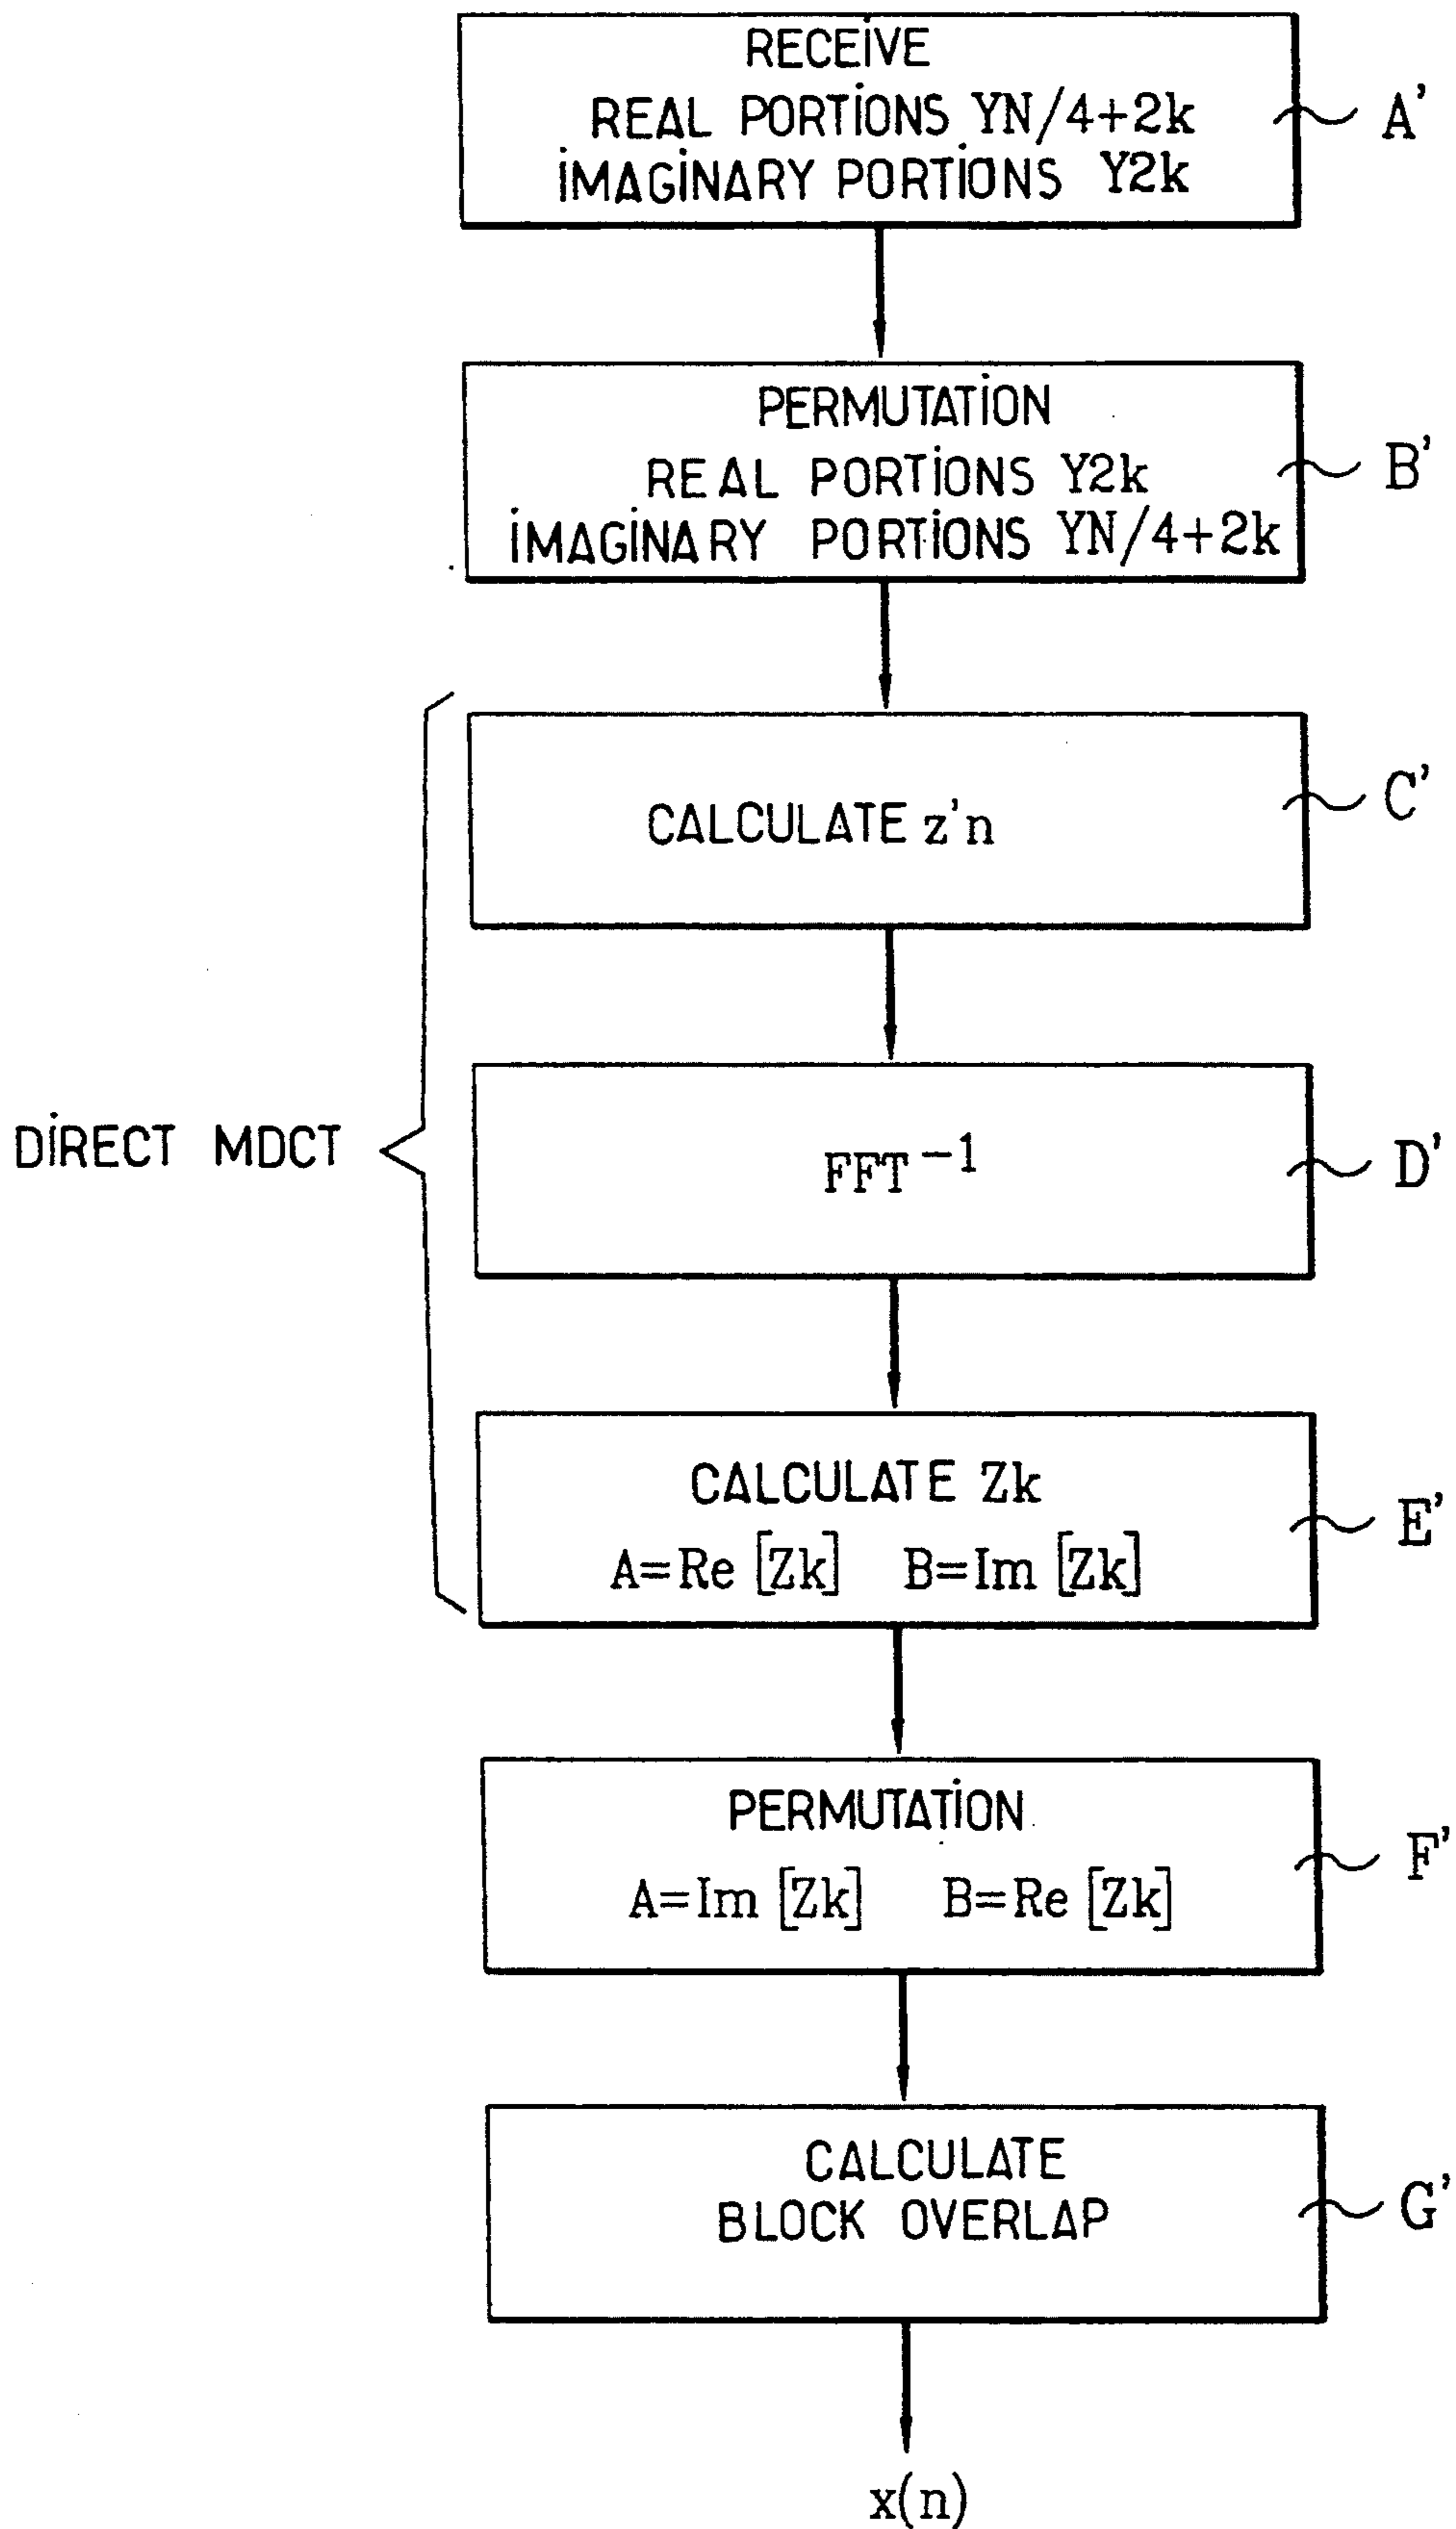 RECEIVE
REAL PORTIONS YN/4+2k
IMAGINARY PORTIONS Y2k
A'
PERMUTATION
REAL PORTIONS Y2k
IMAGINARY PORTIONS YN/4+2k
B'
CALCULATE z'n
C'
DIRECT MDCT
FFT⁻¹
D'
CALCULATE Zk
A=Re [Zk] B=Im [Zk]
E'
PERMUTATION
A=Im [Zk] B=Re [Zk]
F'
CALCULATE
BLOCK OVERLAP
G'
x(n)